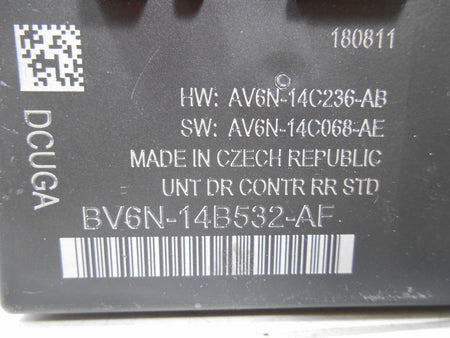 180811
HW: AV6N-14C236-AB
SW: AV6N-14C068-AE
MADE IN CZECH REPUBLIC
UNT DR CONTR RR STD
DCUGA
BV6N-14B532-AF